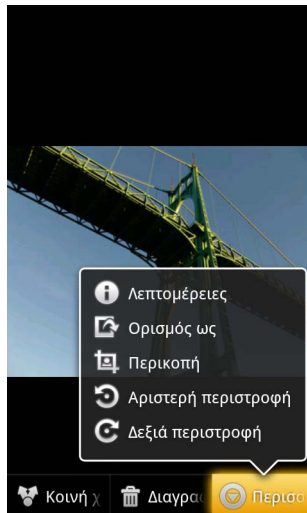 Λεπτομέρειες
Ορισμός ως
Περικοπή
Αριστερή περιστροφή
Δεξιά περιστροφή
Κοινή χ Διαγρα Περισ